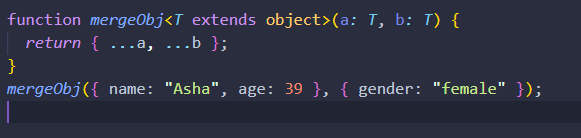 function mergeObj<T extends object>(a: T, b: T) {
  return { ...a, ...b };
}
mergeObj({ name: "Asha", age: 39 }, { gender: "female" });